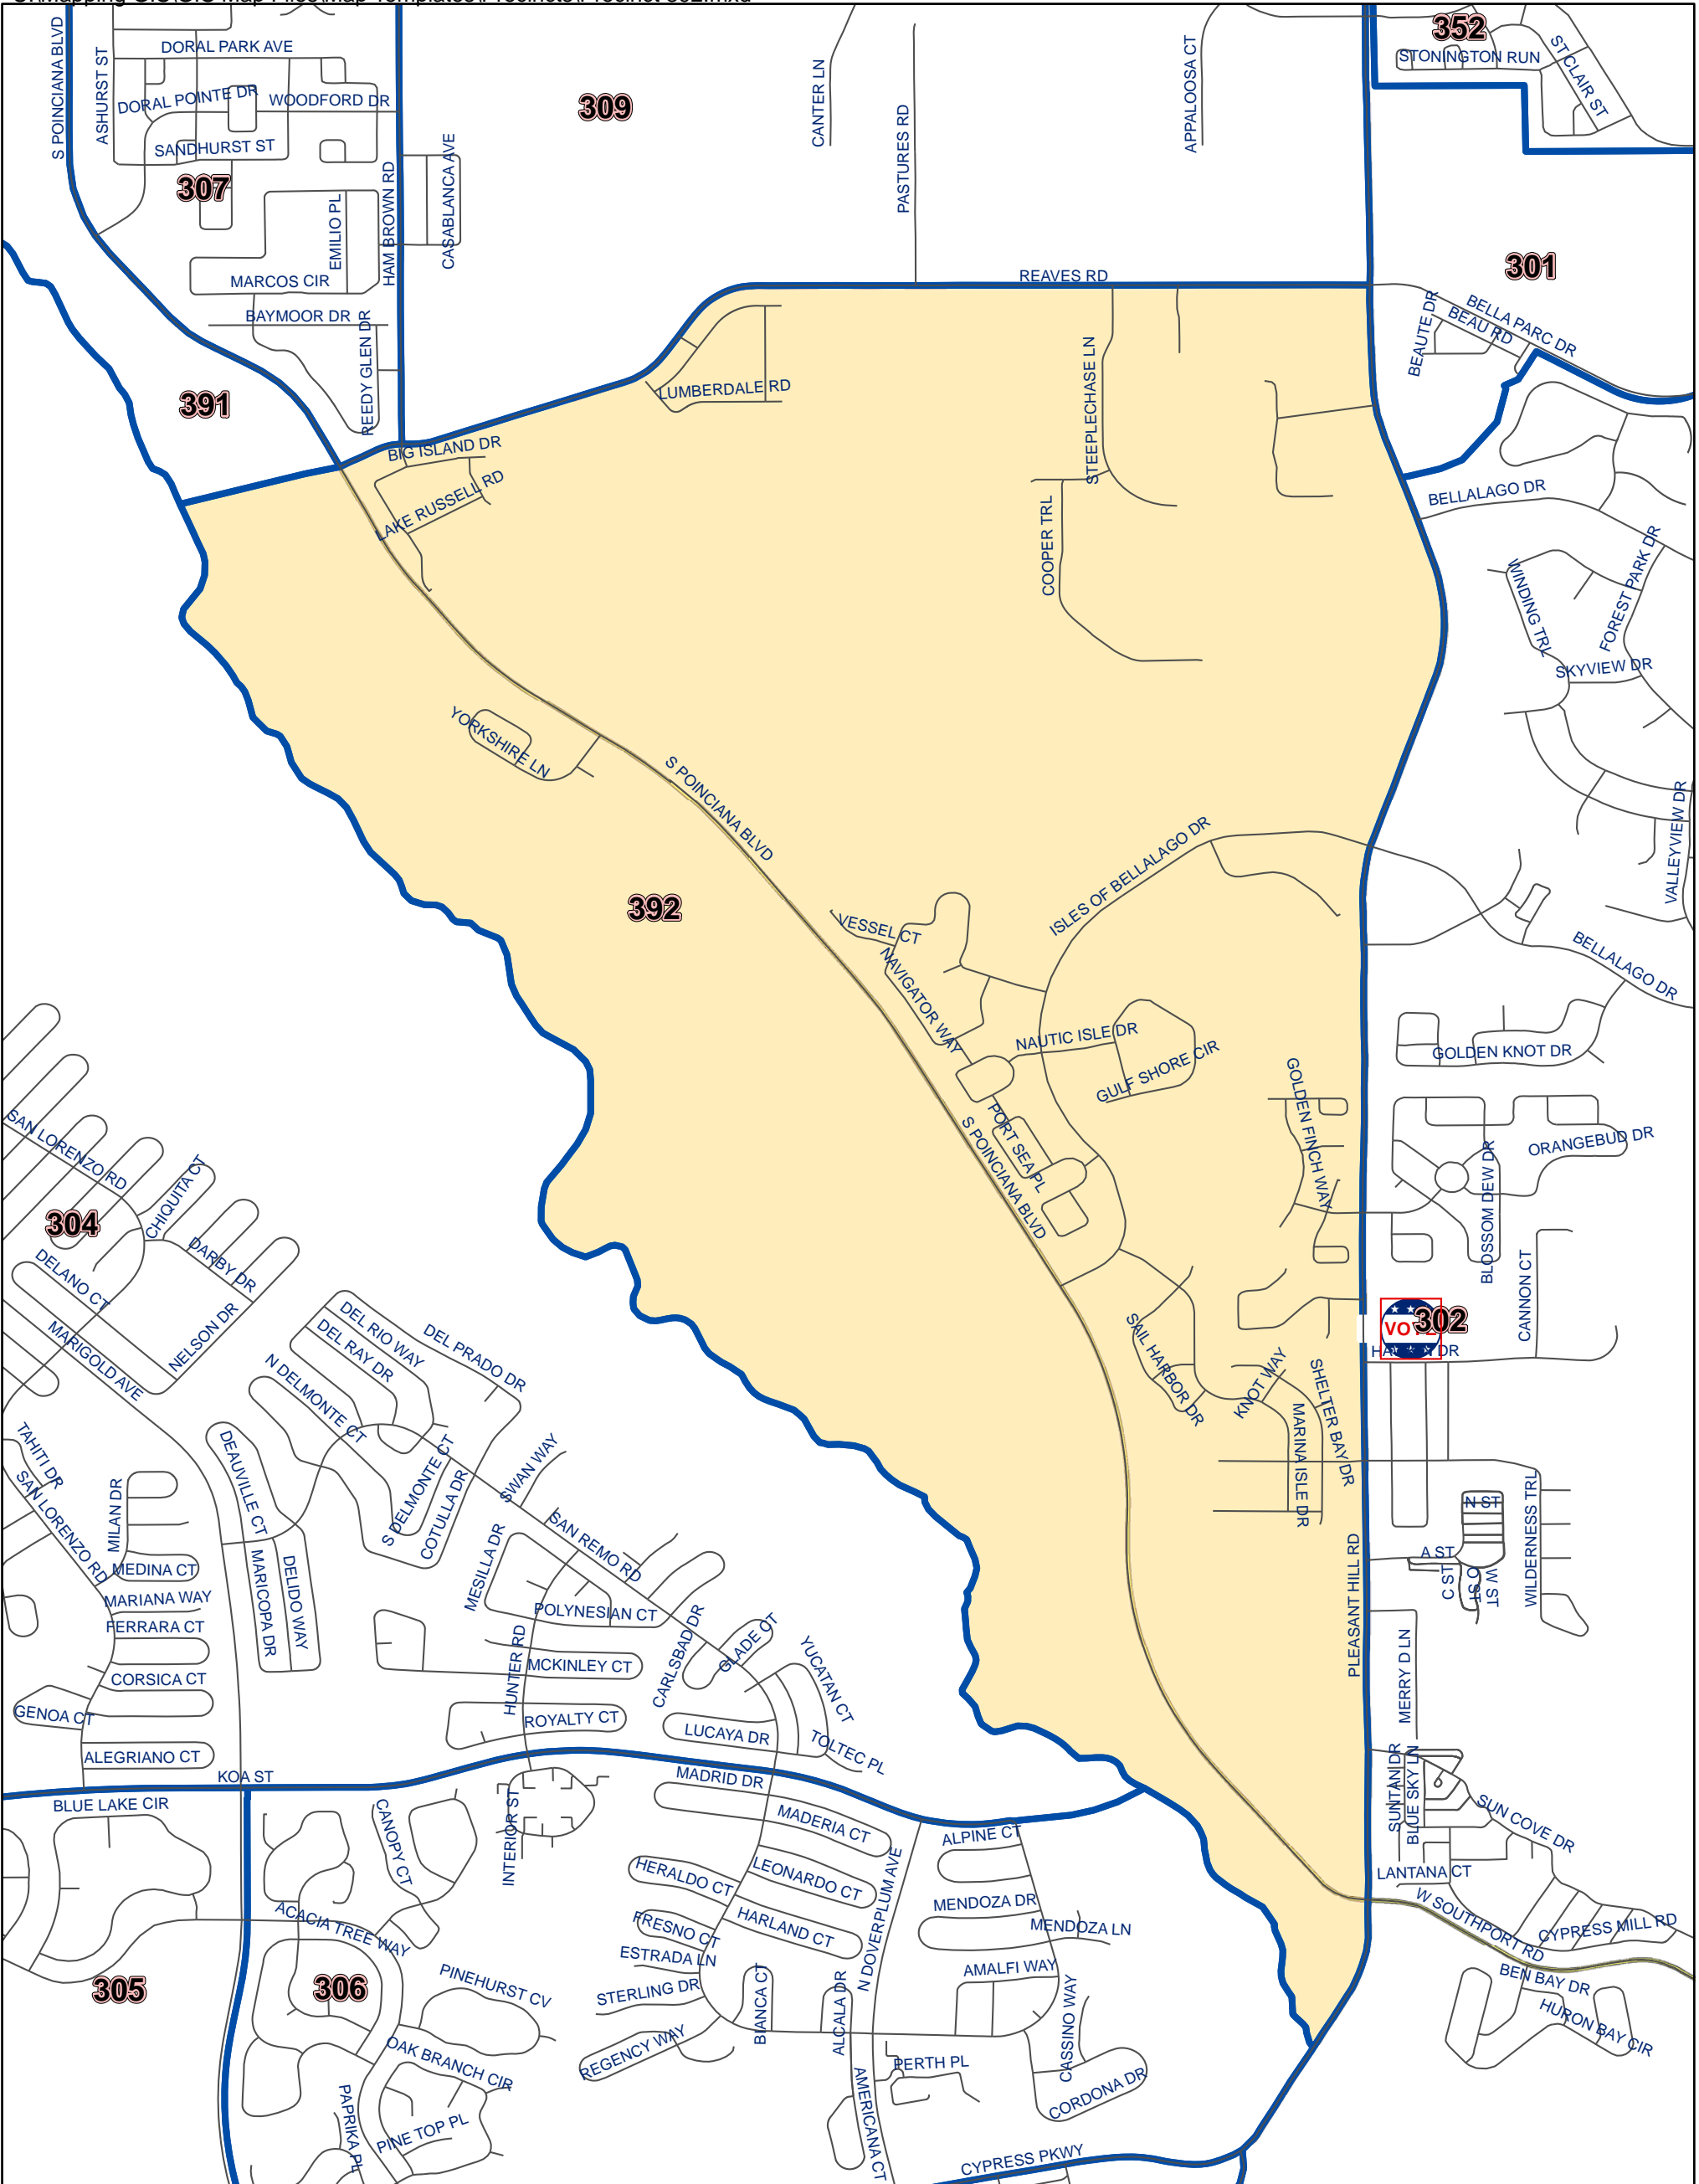 S POINCIANA BLVD
ASHURST ST
DORAL PARK AVE
DORAL POINTE DR
WOODFORD DR
SANDHURST ST
307
EMILIO PL
HAM BROWN RD
CASABLANCA AVE
MARCOS CIR
BAYMOOR DR
REEDY GLEN DR
391
309
CANTER LN
PASTURES RD
APPALOOSA CT
REAVES RD
352
STONINGTON RUN
ST CLAIR ST
301
BEAUTE DR
BELLA PARC DR
BEAU RD
BIG ISLAND DR
LAKE RUSSELL RD
LUMBERDALE RD
STEEPLECHASE LN
COOPER TRL
BELLALAGO DR
WINDING TRL
FOREST PARK DR
SKYVIEW DR
VALLEYVIEW DR
YORKSHIRE LN
S POINCIANA BLVD
392
ISLES OF BELLALAGO DR
VESSEL CT
NAVIGATOR WAY
NAUTIC ISLE DR
GULF SHORE CIR
PORT SEA PL
S POINCIANA BLVD
GOLDEN FINCH WAY
BELLALAGO DR
GOLDEN KNOT DR
ORANGEBUD DR
BLOSSOM DEW DR
CANNON CT
302
SAIL HARBOR DR
KNOT WAY
SHELTER BAY DR
MARINA ISLE DR
PLEASANT HILL RD
N ST
A ST
C ST
O ST
W ST
WILDERNESS TRL
MERRY LN
SUNTAN DR
BLUE SKY LN
SUN COVE DR
LANTANA CT
W SOUTHPORT RD
CYPRESS MILL RD
BEN BAY DR
HURON BAY CIR
SAN LORENZO RD
CHIQUITA CT
304
DELANO CT
DARBY DR
NELSON DR
MARIGOLD AVE
DEL RIO WAY
DEL RAY DR
DEL PRADO DR
N DELMONTE CT
TAHITI DR
SAN LORENZO RD
MILAN DR
DEAUVILLE CT
S DELMONTE CT
COTULLA DR
SWAN WAY
SAN REMO RD
MEDINA CT
MARIANA WAY
FERRARA CT
CORSICA CT
GENOA CT
ALEGRIANO CT
MARICOPA DR
DELIDO WAY
MESILLA DR
POLYNESIAN CT
HUNTER RD
MCKINLEY CT
CARLSBAD DR
GLADE CT
YUCATAN CT
ROYALTY CT
LUCAYA DR
TOLTEC PL
KOA ST
BLUE LAKE CIR
CANOPY CT
INTERIOR ST
MADRID DR
MADERIA CT
ALPINE CT
HERALDO CT
LEONARDO CT
N DOVERPLUM AVE
MENDOZA DR
MENDOZA LN
FRESNO CT
HARLAND CT
ESTRADA LN
AMALFI WAY
ACACIA TREE WAY
305
306
PINEHURST CV
STERLING DR
BIANCA CT
ALCALA DR
CASSINO WAY
REGENCY WAY
OAK BRANCH CIR
PERTH PL
CORDONA DR
PAPRIKA PL
PINE TOP PL
AMERICANA CT
CYPRESS PKWY